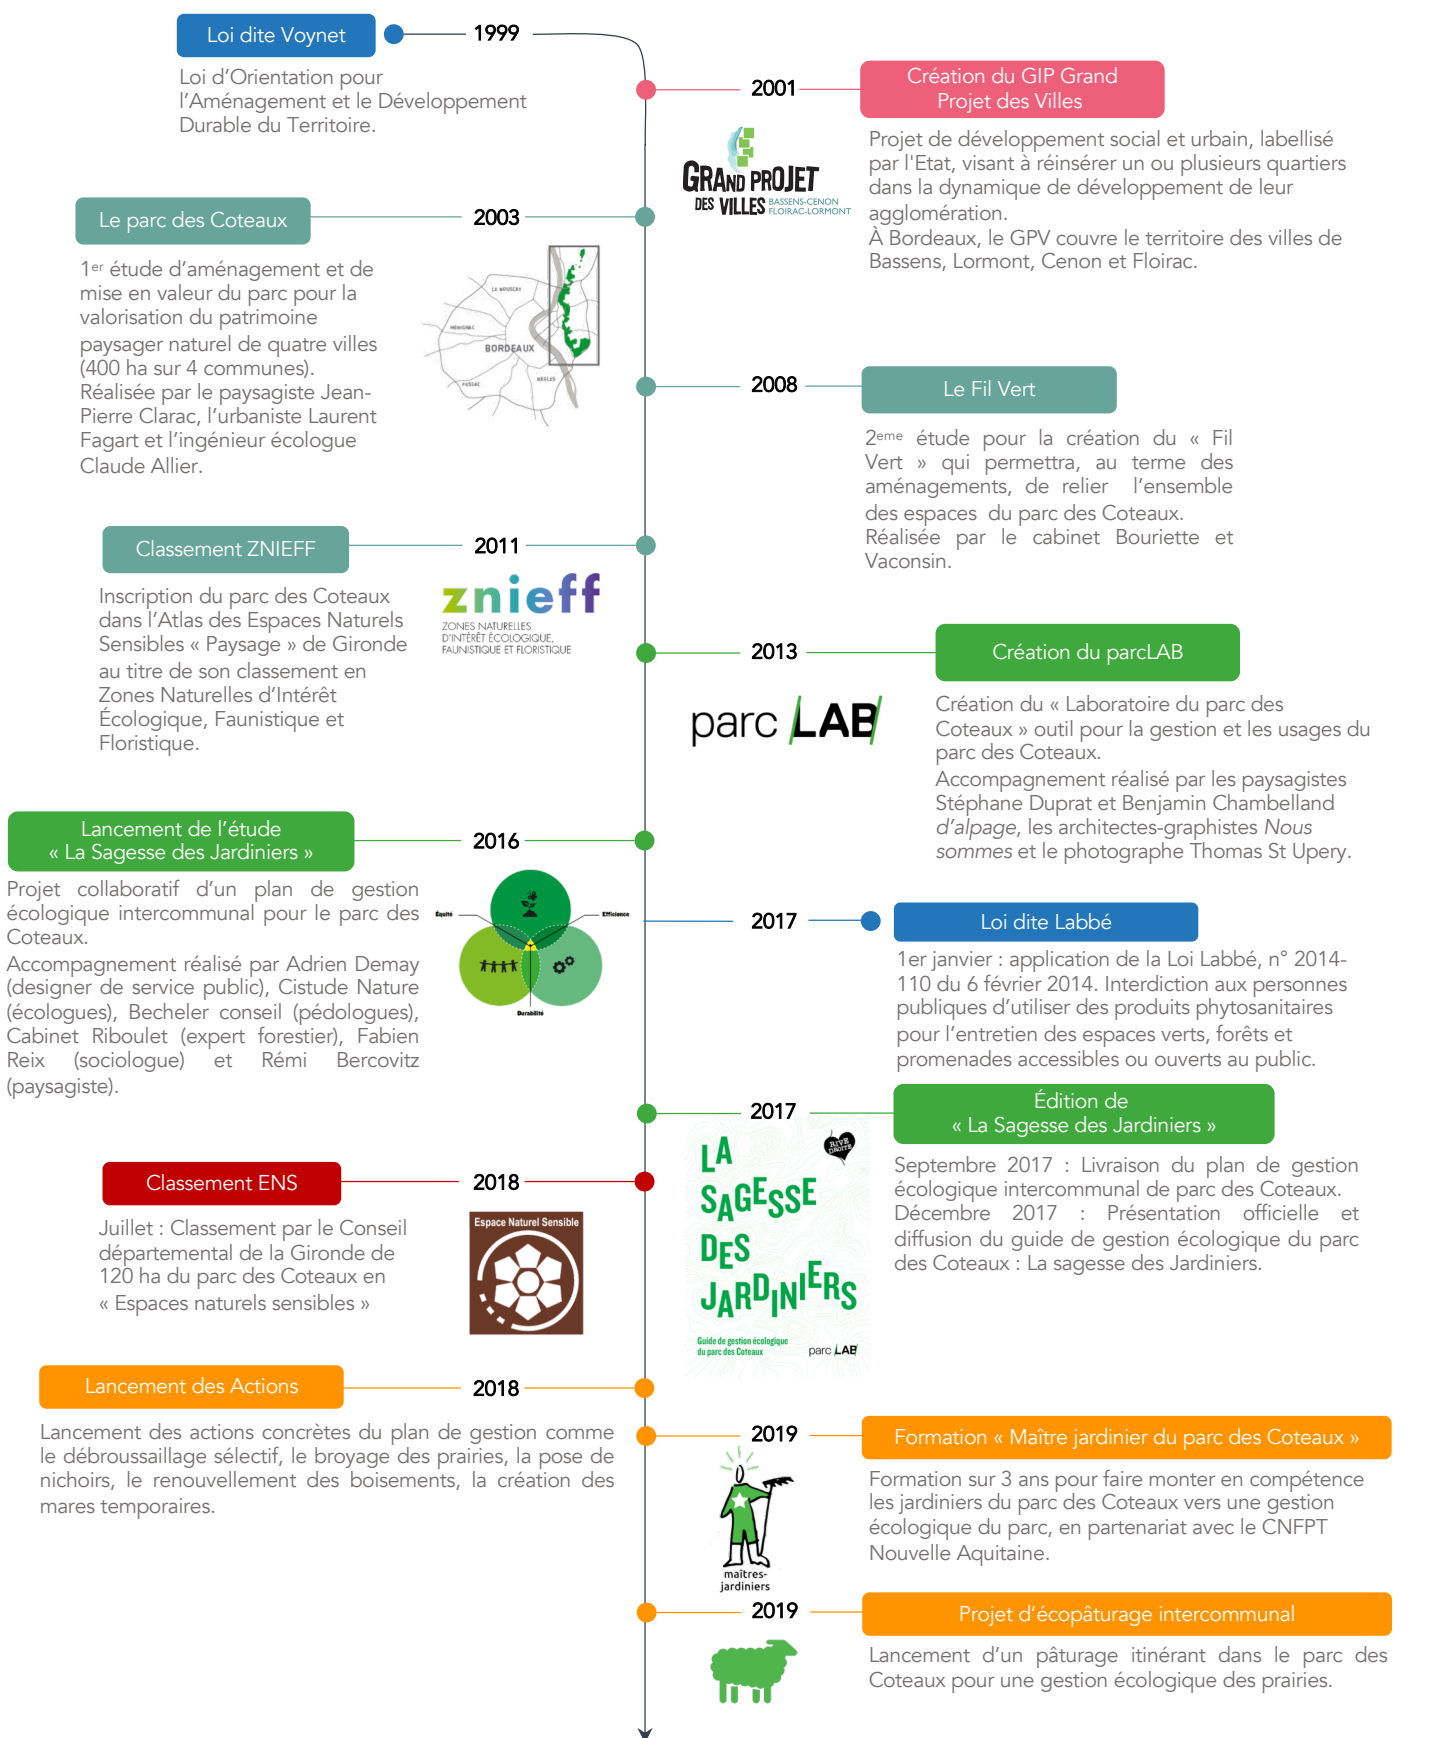 Loi dite Voynet
1999
Loi d’Orientation pour
l’Aménagement et le Développement
Durable du Territoire.
2001
Création du GIP Grand
Projet des Villes
GRAND PROJET
DES VILLES BASSENS-CENON
FLOIRAC-LORMONT
Projet de développement social et urbain, labellisé
par l'Etat, visant à réinsérer un ou plusieurs quartiers
dans la dynamique de développement de leur
agglomération.
À Bordeaux, le GPV couvre le territoire des villes de
Bassens, Lormont, Cenon et Floirac.
Le parc des Coteaux
2003
1er étude d’aménagement et de
mise en valeur du parc pour la
valorisation du patrimoine
paysager naturel de quatre villes
(400 ha sur 4 communes).
Réalisée par le paysagiste Jean-
Pierre Clarac, l’urbaniste Laurent
Fagart et l’ingénieur écologue
Claude Allier.
LE BOUSCAT
MÉRIGNAC
BORDEAUX
PESSAC
BÈGLES
2008
Le Fil Vert
2eme étude pour la création du « Fil
Vert » qui permettra, au terme des
aménagements, de relier l’ensemble
des espaces du parc des Coteaux.
Réalisée par le cabinet Bouriette et
Vaconsin.
Classement ZNIEFF
2011
Inscription du parc des Coteaux
dans l’Atlas des Espaces Naturels
Sensibles « Paysage » de Gironde
au titre de son classement en
Zones Naturelles d’Intérêt
Écologique, Faunistique et
Floristique.
znieff
ZONES NATURELLES
D'INTÉRÊT ÉCOLOGIQUE,
FAUNISTIQUE ET FLORISTIQUE
2013
Création du parcLAB
parc LAB
Création du « Laboratoire du parc des
Coteaux » outil pour la gestion et les usages du
parc des Coteaux.
Accompagnement réalisé par les paysagistes
Stéphane Duprat et Benjamin Chambelland
d’alpage, les architectes-graphistes Nous
sommes et le photographe Thomas St Upery.
Lancement de l’étude
« La Sagesse des Jardiniers »
2016
Projet collaboratif d’un plan de gestion
écologique intercommunal pour le parc des
Coteaux.
Accompagnement réalisé par Adrien Demay
(designer de service public), Cistude Nature
(écologues), Becheler conseil (pédologues),
Cabinet Riboulet (expert forestier), Fabien
Reix (sociologue) et Rémi Bercovitz
(paysagiste).
Équité
Efficience
Durabilité
2017
Loi dite Labbé
1er janvier : application de la Loi Labbé, n° 2014-
110 du 6 février 2014. Interdiction aux personnes
publiques d’utiliser des produits phytosanitaires
pour l’entretien des espaces verts, forêts et
promenades accessibles ou ouverts au public.
2017
Édition de
« La Sagesse des Jardiniers »
LA
SAGESSE
DES
JARDINIERS
RIVE
DROITE
Guide de gestion écologique
du parc des Coteaux
parc LAB
Septembre 2017 : Livraison du plan de gestion
écologique intercommunal de parc des Coteaux.
Décembre 2017 : Présentation officielle et
diffusion du guide de gestion écologique du parc
des Coteaux : La sagesse des Jardiniers.
Classement ENS
2018
Juillet : Classement par le Conseil
départemental de la Gironde de
120 ha du parc des Coteaux en
« Espaces naturels sensibles »
Espace Naturel Sensible
Lancement des Actions
2018
Lancement des actions concrètes du plan de gestion comme
le débroussaillage sélectif, le broyage des prairies, la pose de
nichoirs, le renouvellement des boisements, la création des
mares temporaires.
2019
Formation « Maître jardinier du parc des Coteaux »
maîtres-
jardiniers
Formation sur 3 ans pour faire monter en compétence
les jardiniers du parc des Coteaux vers une gestion
écologique du parc, en partenariat avec le CNFPT
Nouvelle Aquitaine.
2019
Projet d’écopâturage intercommunal
Lancement d’un pâturage itinérant dans le parc des
Coteaux pour une gestion écologique des prairies.